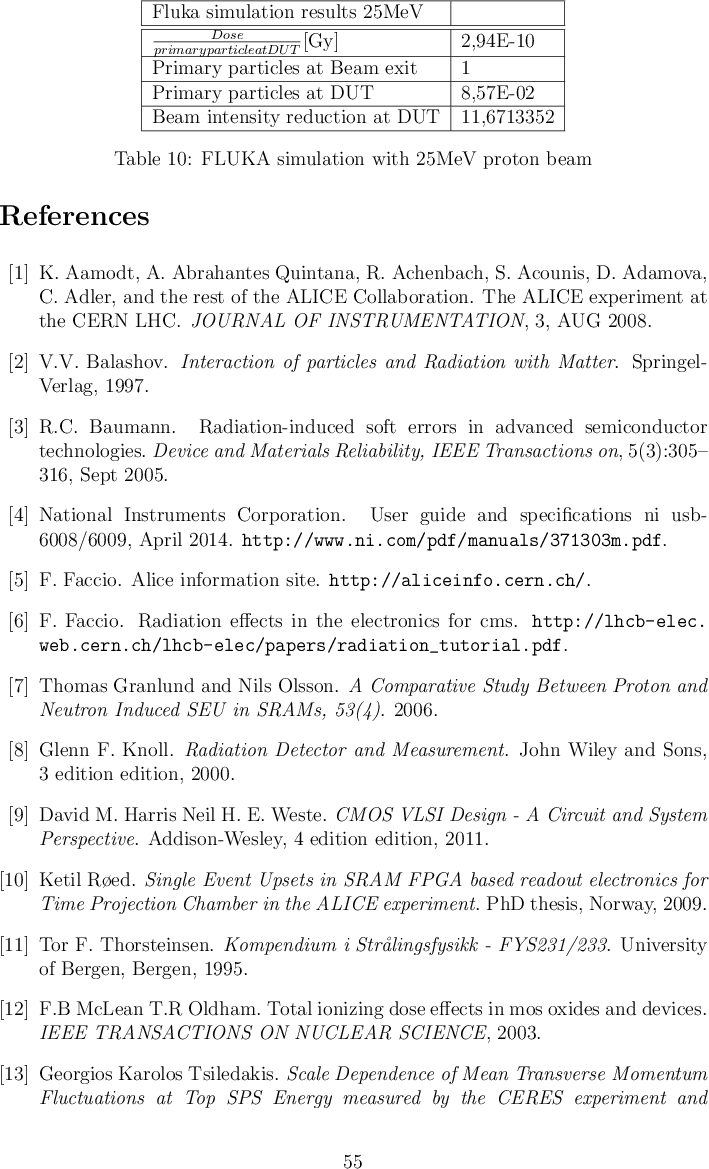 Fluka simulation results 25MeV
Dose
primaryparticleatDUT [Gy] 2,94E-10
Primary particles at Beam exit 1
Primary particles at DUT 8,57E-02
Beam intensity reduction at DUT 11,6713352
Table 10: FLUKA simulation with 25MeV proton beam
References
[1] K. Aamodt, A. Abrahantes Quintana, R. Achenbach, S. Acounis, D. Adamova,
C. Adler, and the rest of the ALICE Collaboration. The ALICE experiment at
the CERN LHC. JOURNAL OF INSTRUMENTATION, 3, AUG 2008.
[2] V.V. Balashov. Interaction of particles and Radiation with Matter. Springel-
Verlag, 1997.
[3] R.C. Baumann. Radiation-induced soft errors in advanced semiconductor
technologies. Device and Materials Reliability, IEEE Transactions on, 5(3):305–
316, Sept 2005.
[4] National Instruments Corporation. User guide and specifications ni usb-
6008/6009, April 2014. http://www.ni.com/pdf/manuals/371303m.pdf.
[5] F. Faccio. Alice information site. http://aliceinfo.cern.ch/.
[6] F. Faccio. Radiation effects in the electronics for cms. http://lhcb-elec.
web.cern.ch/lhcb-elec/papers/radiation_tutorial.pdf.
[7] Thomas Granlund and Nils Olsson. A Comparative Study Between Proton and
Neutron Induced SEU in SRAMs, 53(4). 2006.
[8] Glenn F. Knoll. Radiation Detector and Measurement. John Wiley and Sons,
3 edition edition, 2000.
[9] David M. Harris Neil H. E. Weste. CMOS VLSI Design - A Circuit and System
Perspective. Addison-Wesley, 4 edition edition, 2011.
[10] Ketil Røed. Single Event Upsets in SRAM FPGA based readout electronics for
Time Projection Chamber in the ALICE experiment. PhD thesis, Norway, 2009.
[11] Tor F. Thorsteinsen. Kompendium i Strålingsfysikk - FYS231/233. University
of Bergen, Bergen, 1995.
[12] F.B McLean T.R Oldham. Total ionizing dose effects in mos oxides and devices.
IEEE TRANSACTIONS ON NUCLEAR SCIENCE, 2003.
[13] Georgios Karolos Tsiledakis. Scale Dependence of Mean Transverse Momentum
Fluctuations at Top SPS Energy measured by the CERES experiment and
55